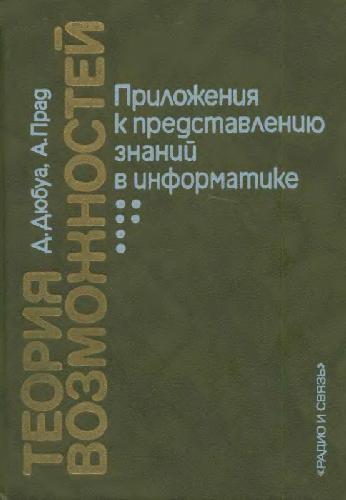 Д. Дюбуа, А. Прад
ТЕОРИЯ
ВОЗМОЖНОСТЕЙ
Приложения
к представлению
знаний
в информатике
«РАДИО И СВЯЗЬ»